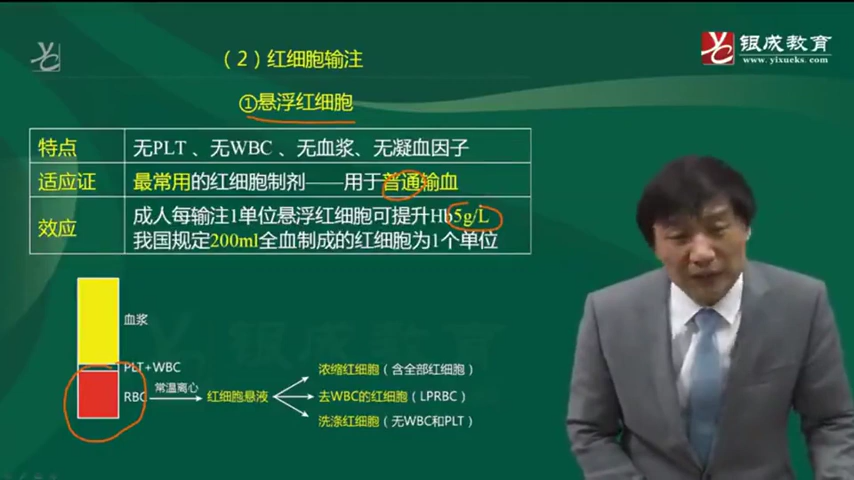 银成教育
www.yixueks.com
(2)红细胞输注
①悬浮红细胞
特点 无PLT、无WBC、无血浆、无凝血因子
适应证 最常用的红细胞制剂——用于普通输血
效应 成人每输注1单位悬浮红细胞可提升Hb5g/L
我国规定200ml全血制成的红细胞为1个单位
血浆
PLT+WBC
RBC 常温离心 红细胞悬液
浓缩红细胞(含全部红细胞)
去WBC的红细胞(LPRBC)
洗涤红细胞(无WBC和PLT)
银成教育